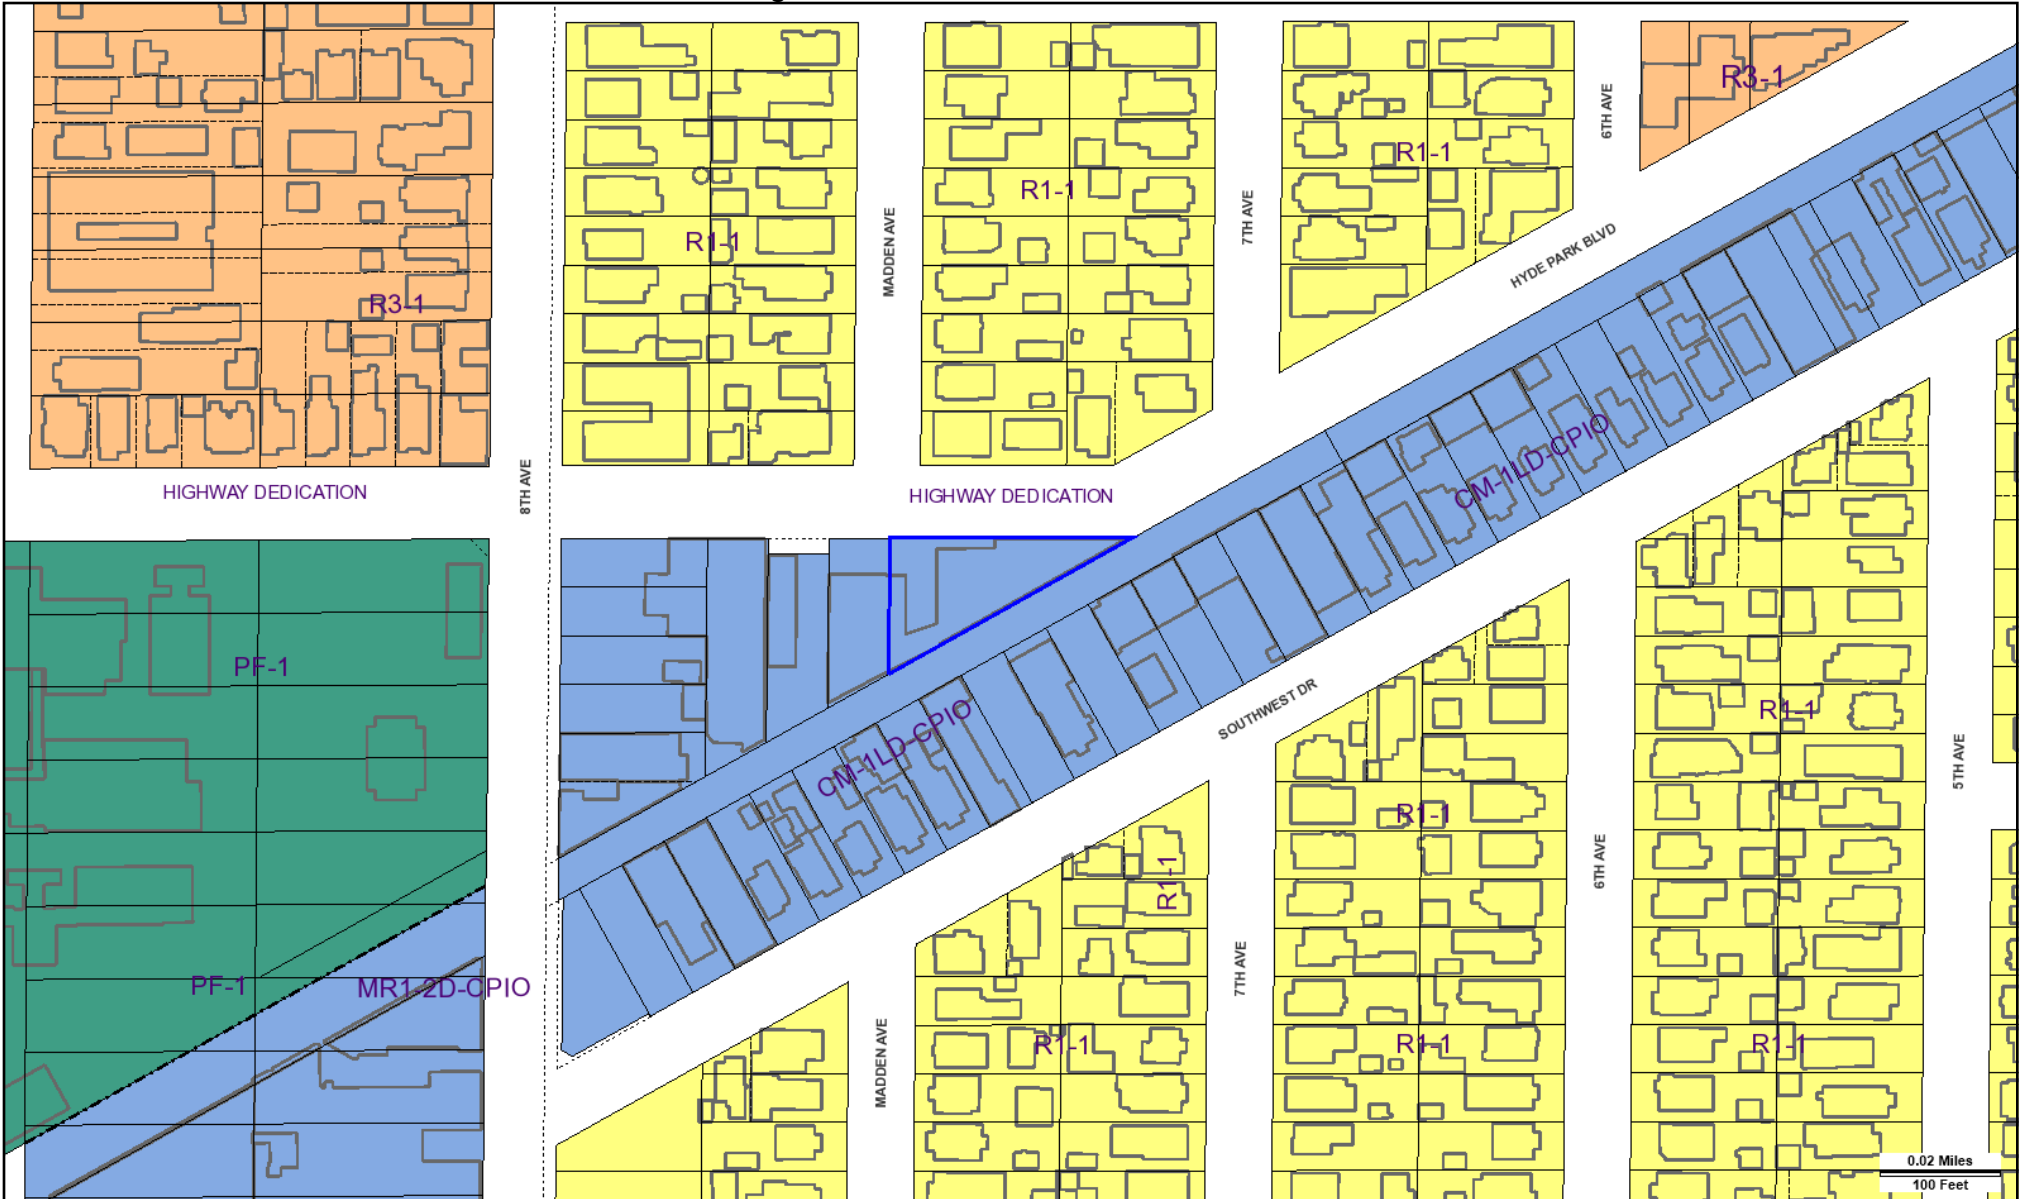 R3-1
6TH AVE
R1-1
R1-1
7TH AVE
MADDEN AVE
R1-1
HYDE PARK BLVD
R3-1
CM-1LD-CPIO
8TH AVE
HIGHWAY DEDICATION
HIGHWAY DEDICATION
PF-1
SOUTHWEST DR
R1-1
CM-1LD-CPIO
5TH AVE
R1-1
6TH AVE
R1-1
7TH AVE
PF-1
MR1-2D-CPIO
MADDEN AVE
R1-1
R1-1
R1-1
0.02 Miles
100 Feet